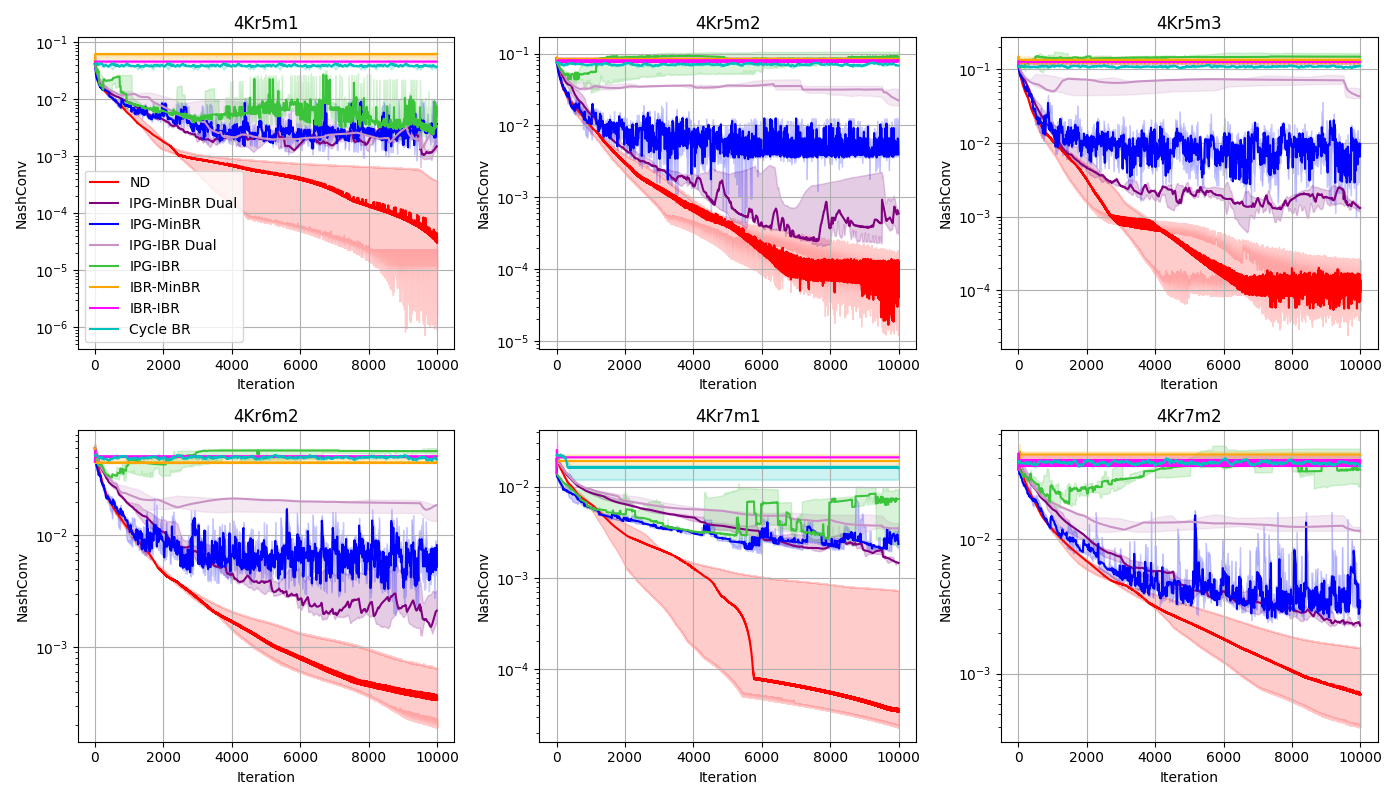 4Kr5m1
NashConv
10^-1
10^-2
10^-3
10^-4
10^-5
10^-6
ND
IPG-MinBR Dual
IPG-MinBR
IPG-IBR Dual
IPG-IBR
IBR-MinBR
IBR-IBR
Cycle BR
0 2000 4000 6000 8000 10000
Iteration
4Kr5m2
NashConv
10^-1
10^-2
10^-3
10^-4
10^-5
0 2000 4000 6000 8000 10000
Iteration
4Kr5m3
NashConv
10^-1
10^-2
10^-3
10^-4
0 2000 4000 6000 8000 10000
Iteration
4Kr6m2
NashConv
10^-2
10^-3
0 2000 4000 6000 8000 10000
Iteration
4Kr7m1
NashConv
10^-2
10^-3
10^-4
0 2000 4000 6000 8000 10000
Iteration
4Kr7m2
NashConv
10^-2
10^-3
0 2000 4000 6000 8000 10000
Iteration